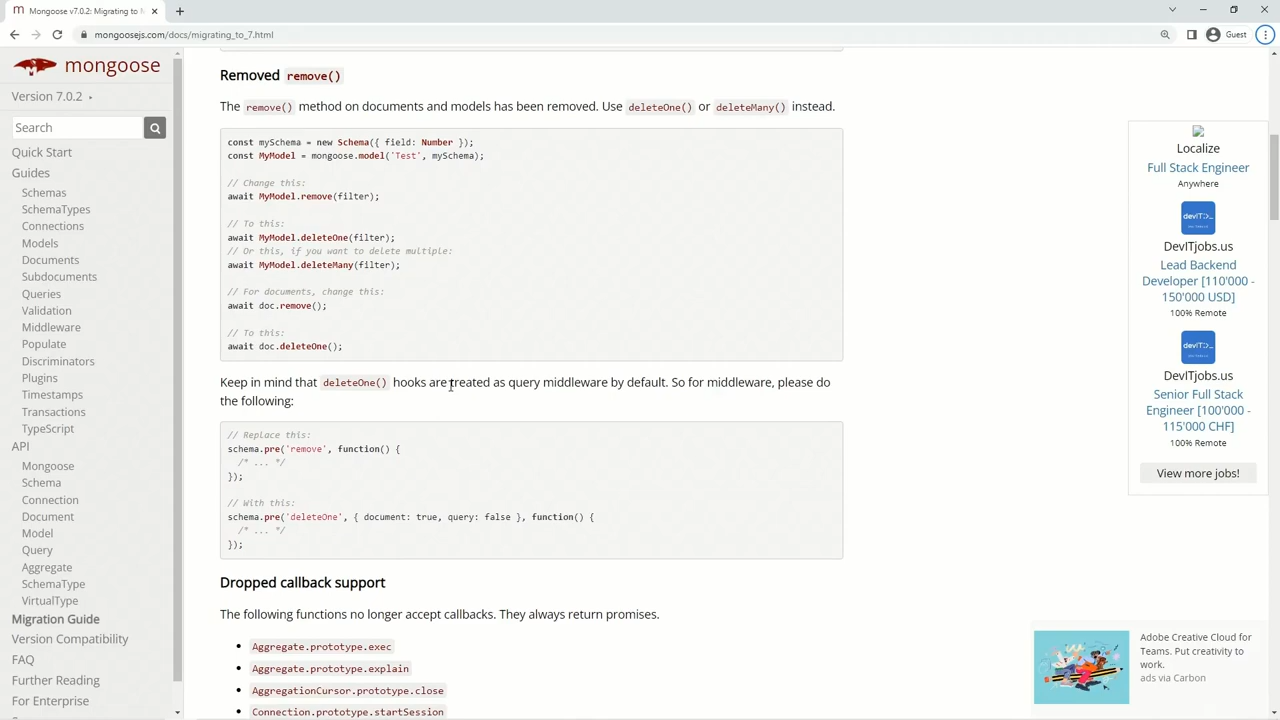 Mongoose v7.0.2: Migrating to M
mongoosejs.com/docs/migrating_to_7.html
Guest
mongoose
Version 7.0.2
Search
Quick Start
Guides
Schemas
SchemaTypes
Connections
Models
Documents
Subdocuments
Queries
Validation
Middleware
Populate
Discriminators
Plugins
Timestamps
Transactions
TypeScript
API
Mongoose
Schema
Connection
Document
Model
Query
Aggregate
SchemaType
VirtualType
Migration Guide
Version Compatibility
FAQ
Further Reading
For Enterprise
Removed remove()
The remove() method on documents and models has been removed. Use deleteOne() or deleteMany() instead.
const mySchema = new Schema({ field: Number });
const MyModel = mongoose.model('Test', mySchema);
// Change this:
await MyModel.remove(filter);
// To this:
await MyModel.deleteOne(filter);
// Or this, if you want to delete multiple:
await MyModel.deleteMany(filter);
// For documents, change this:
await doc.remove();
// To this:
await doc.deleteOne();
Keep in mind that deleteOne() hooks are treated as query middleware by default. So for middleware, please do
the following:
// Replace this:
schema.pre('remove', function() {
/* ... */
});
// With this:
schema.pre('deleteOne', { document: true, query: false }, function() {
/* ... */
});
Dropped callback support
The following functions no longer accept callbacks. They always return promises.
Aggregate.prototype.exec
Aggregate.prototype.explain
AggregationCursor.prototype.close
Connection.prototype.startSession
Localize
Full Stack Engineer
Anywhere
devIT>_
DevITjobs.us
Lead Backend
Developer [110'000 -
150'000 USD]
100% Remote
devIT>_
DevITjobs.us
Senior Full Stack
Engineer [100'000 -
115'000 CHF]
100% Remote
View more jobs!
Adobe Creative Cloud for
Teams. Put creativity to
work.
ads via Carbon